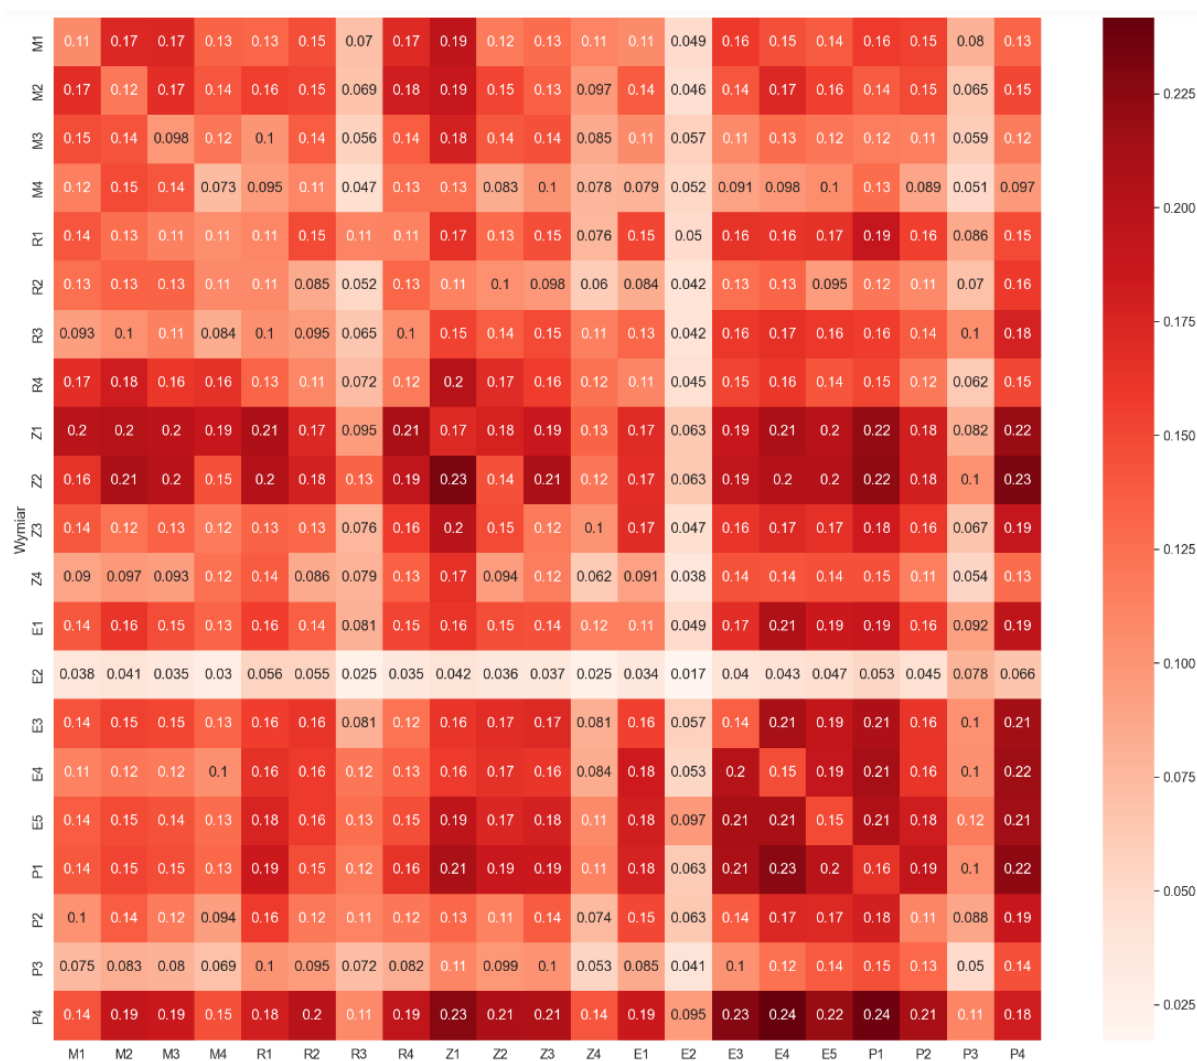 M1 0.11 0.17 0.17 0.13 0.13 0.15 0.07 0.17 0.19 0.12 0.13 0.11 0.11 0.049 0.16 0.15 0.14 0.16 0.15 0.08 0.13
M2 0.17 0.12 0.17 0.14 0.16 0.15 0.069 0.18 0.19 0.15 0.13 0.097 0.14 0.046 0.14 0.17 0.16 0.14 0.15 0.065 0.15
M3 0.15 0.14 0.098 0.12 0.1 0.14 0.056 0.14 0.18 0.14 0.14 0.085 0.11 0.057 0.11 0.13 0.12 0.12 0.11 0.059 0.12
M4 0.12 0.15 0.14 0.073 0.095 0.11 0.047 0.13 0.13 0.083 0.1 0.078 0.079 0.052 0.091 0.098 0.1 0.13 0.089 0.051 0.097
R1 0.14 0.13 0.11 0.11 0.11 0.15 0.11 0.11 0.17 0.13 0.15 0.076 0.15 0.05 0.16 0.16 0.17 0.19 0.16 0.086 0.15
R2 0.13 0.13 0.13 0.11 0.11 0.085 0.052 0.13 0.11 0.1 0.098 0.06 0.084 0.042 0.13 0.13 0.095 0.12 0.11 0.07 0.16
R3 0.093 0.1 0.11 0.084 0.1 0.095 0.065 0.1 0.15 0.14 0.15 0.11 0.13 0.042 0.16 0.17 0.16 0.16 0.14 0.1 0.18
R4 0.17 0.18 0.16 0.16 0.13 0.11 0.072 0.12 0.2 0.17 0.16 0.12 0.11 0.045 0.15 0.16 0.14 0.15 0.12 0.062 0.15
Z1 0.2 0.2 0.2 0.19 0.21 0.17 0.095 0.21 0.17 0.18 0.19 0.13 0.17 0.063 0.19 0.21 0.2 0.22 0.18 0.082 0.22
Z2 0.16 0.21 0.2 0.15 0.2 0.18 0.13 0.19 0.23 0.14 0.21 0.12 0.17 0.063 0.19 0.2 0.2 0.22 0.18 0.1 0.23
Wymiar
Z3 0.14 0.12 0.13 0.12 0.13 0.13 0.076 0.16 0.2 0.15 0.12 0.1 0.17 0.047 0.16 0.17 0.17 0.18 0.16 0.067 0.19
Z4 0.09 0.097 0.093 0.12 0.14 0.086 0.079 0.13 0.17 0.094 0.12 0.062 0.091 0.038 0.14 0.14 0.14 0.15 0.11 0.054 0.13
E1 0.14 0.16 0.15 0.13 0.16 0.14 0.081 0.15 0.16 0.15 0.14 0.12 0.11 0.049 0.17 0.21 0.19 0.19 0.16 0.092 0.19
E2 0.038 0.041 0.035 0.03 0.056 0.055 0.025 0.035 0.042 0.036 0.037 0.025 0.034 0.017 0.04 0.043 0.047 0.053 0.045 0.078 0.066
E3 0.14 0.15 0.15 0.13 0.16 0.16 0.081 0.12 0.16 0.17 0.17 0.081 0.16 0.057 0.14 0.21 0.19 0.21 0.16 0.1 0.21
E4 0.11 0.12 0.12 0.1 0.16 0.16 0.12 0.13 0.16 0.17 0.16 0.084 0.18 0.053 0.2 0.15 0.19 0.21 0.16 0.1 0.22
E5 0.14 0.15 0.14 0.13 0.18 0.16 0.13 0.15 0.19 0.17 0.18 0.11 0.18 0.097 0.21 0.21 0.15 0.21 0.18 0.12 0.21
P1 0.14 0.15 0.15 0.13 0.19 0.15 0.12 0.16 0.21 0.19 0.19 0.11 0.18 0.063 0.21 0.23 0.2 0.16 0.19 0.1 0.22
P2 0.1 0.14 0.12 0.094 0.16 0.12 0.11 0.12 0.13 0.11 0.14 0.074 0.15 0.063 0.14 0.17 0.17 0.18 0.11 0.088 0.19
P3 0.075 0.083 0.08 0.069 0.1 0.095 0.072 0.082 0.11 0.099 0.1 0.053 0.085 0.041 0.1 0.12 0.14 0.15 0.13 0.05 0.14
P4 0.14 0.19 0.19 0.15 0.18 0.2 0.11 0.19 0.23 0.21 0.21 0.14 0.19 0.095 0.23 0.24 0.22 0.24 0.21 0.11 0.18
M1 M2 M3 M4 R1 R2 R3 R4 Z1 Z2 Z3 Z4 E1 E2 E3 E4 E5 P1 P2 P3 P4
0.225
0.200
0.175
0.150
0.125
0.100
0.075
0.050
0.025